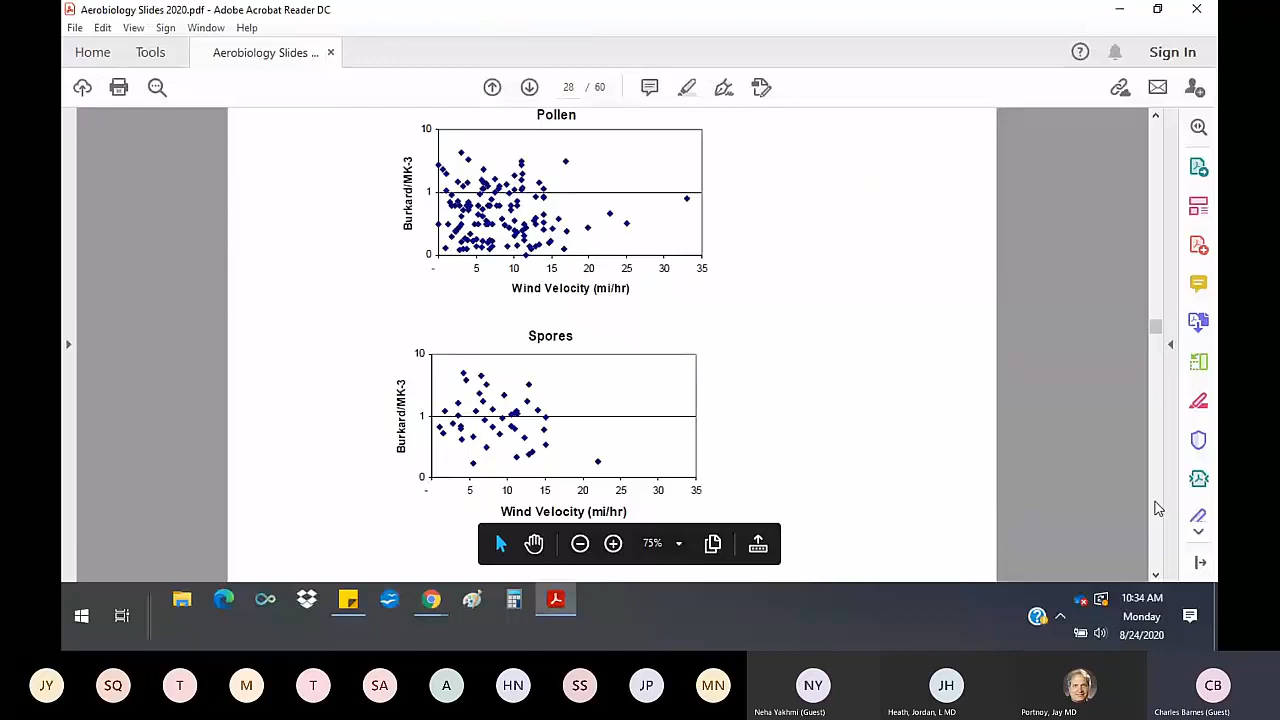 Aerobiology Slides 2020.pdf - Adobe Acrobat Reader DC
File Edit View Sign Window Help
Home Tools Aerobiology Slides ... × Sign In
28 / 60
Pollen
10
1
0
Burkard/MK-3
- 5 10 15 20 25 30 35
Wind Velocity (mi/hr)
Spores
10
1
0
Burkard/MK-3
- 5 10 15 20 25 30 35
Wind Velocity (mi/hr)
75%
10:34 AM
Monday
8/24/2020
JY SQ T M T SA A HN SS JP MN NY JH CB
Neha Yakhmi (Guest) Heath, Jordan, L MD Portnoy, Jay MD Charles Barnes (Guest)